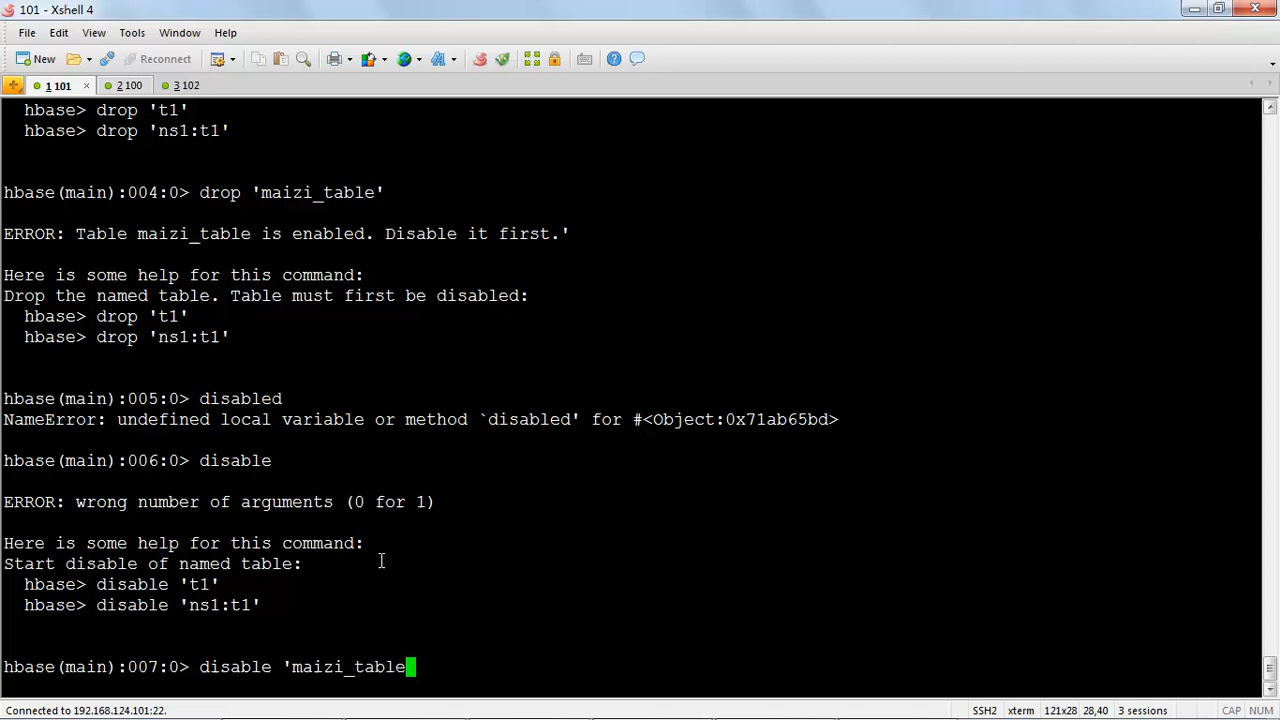 101 - Xshell 4
File Edit View Tools Window Help
New Reconnect
1 101 2 100 3 102
hbase> drop 't1'
hbase> drop 'ns1:t1'
hbase(main):004:0> drop 'maizi_table'
ERROR: Table maizi_table is enabled. Disable it first.'
Here is some help for this command:
Drop the named table. Table must first be disabled:
hbase> drop 't1'
hbase> drop 'ns1:t1'
hbase(main):005:0> disabled
NameError: undefined local variable or method `disabled' for #<Object:0x71ab65bd>
hbase(main):006:0> disable
ERROR: wrong number of arguments (0 for 1)
Here is some help for this command:
Start disable of named table:
hbase> disable 't1'
hbase> disable 'ns1:t1'
hbase(main):007:0> disable 'maizi_table
Connected to 192.168.124.101:22. SSH2 xterm 121x28 28,40 3 sessions CAP NUM